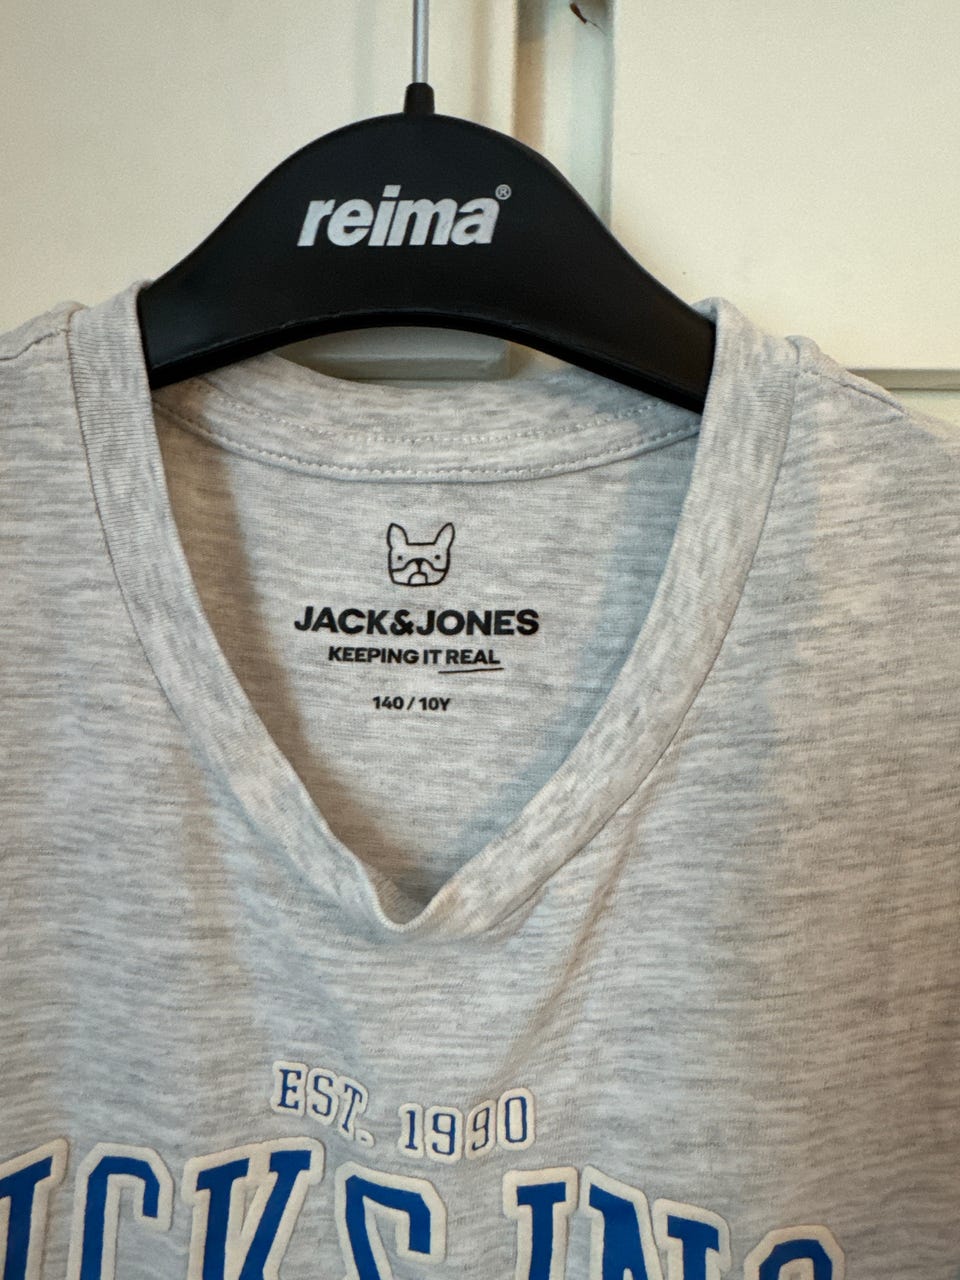 reima®
JACK&JONES
KEEPING IT REAL
140 / 10Y
EST. 1990